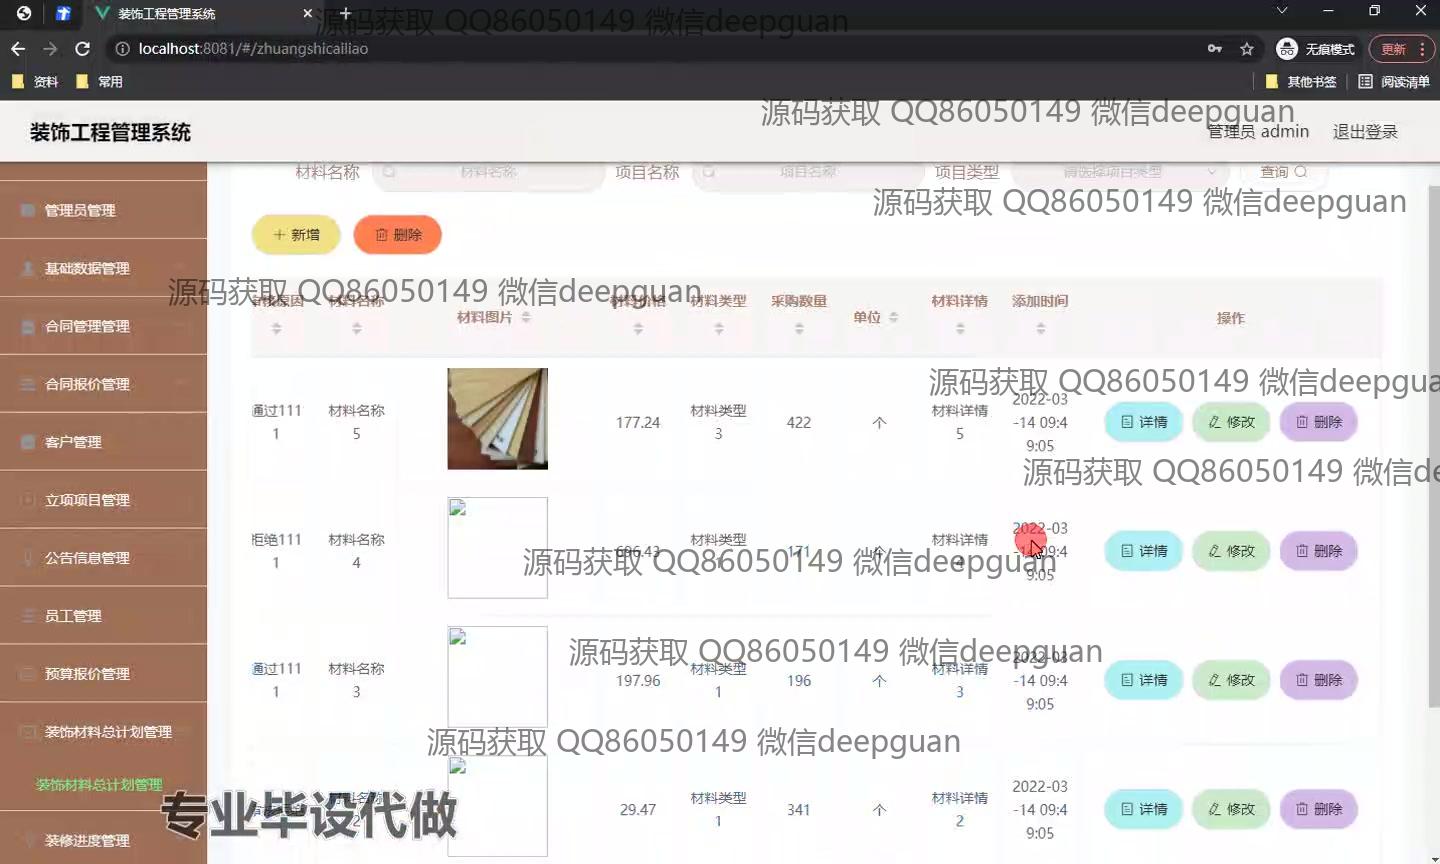 装饰工程管理系统
源码获取 QQ86050149 微信deepguan
localhost:8081/#/zhuangshicailiao
无痕模式
更新
资料
常用
其他书签
阅读清单
源码获取 QQ86050149 微信deepguan
装饰工程管理系统
管理员 admin
退出登录
材料名称
材料名称
项目名称
项目名称
项目类型
请选择项目类型
查询
源码获取 QQ86050149 微信deepguan
管理员管理
基础数据管理
合同管理管理
合同报价管理
客户管理
立项项目管理
公告信息管理
员工管理
预算报价管理
装饰材料总计划管理
装饰材料总计划管理
装修进度管理
新增
删除
源码获取 QQ86050149 微信deepguan
材料名称
材料图片
材料价格
材料类型
采购数量
单位
材料详情
添加时间
操作
源码获取 QQ86050149 微信deepgua
通过111
1
材料名称
5
177.24
材料类型
3
422
个
材料详情
5
2022-03
-14 09:4
9:05
详情
修改
删除
源码获取 QQ86050149 微信de
拒绝111
1
材料名称
4
696.43
材料类型
1
171
个
材料详情
4
2022-03
-14 09:4
9:05
详情
修改
删除
源码获取 QQ86050149 微信deepguan
源码获取 QQ86050149 微信deepguan
通过111
1
材料名称
3
197.96
材料类型
1
196
个
材料详情
3
2022-03
-14 09:4
9:05
详情
修改
删除
源码获取 QQ86050149 微信deepguan
材料名称
2
29.47
材料类型
1
341
个
材料详情
2
2022-03
-14 09:4
9:05
详情
修改
删除
专业毕设代做